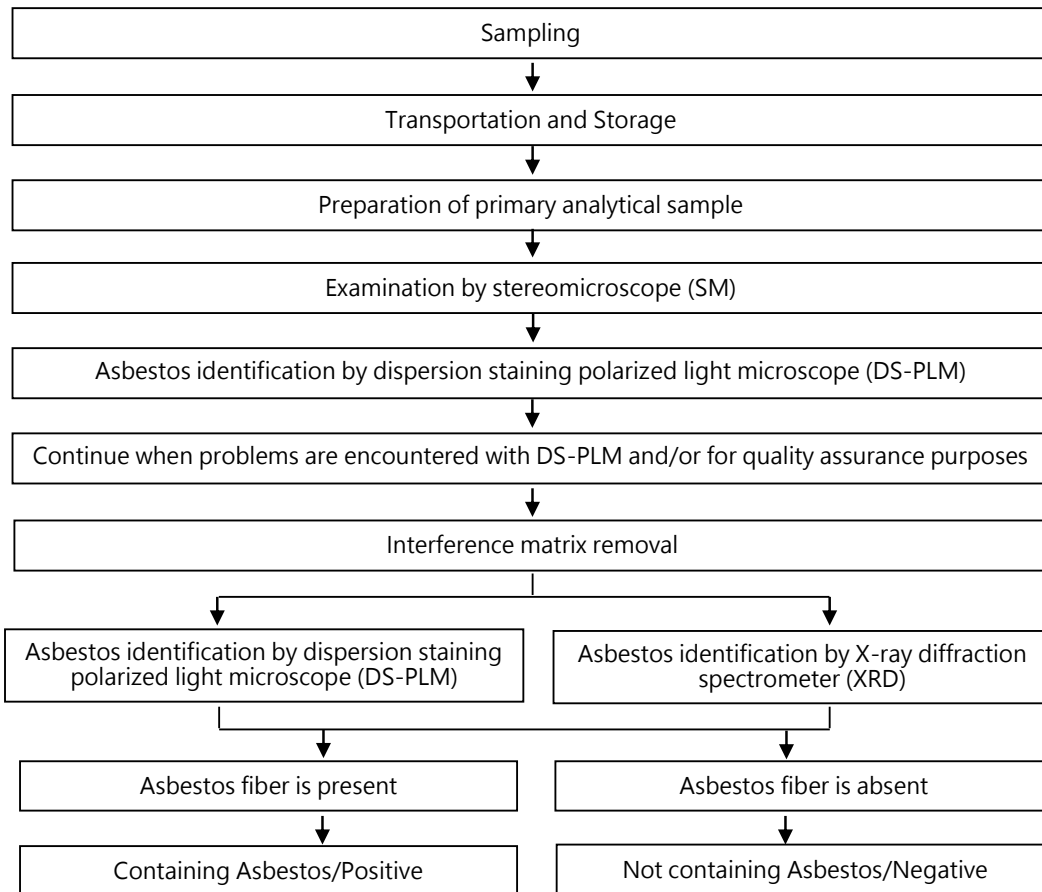 Sampling
Transportation and Storage
Preparation of primary analytical sample
Examination by stereomicroscope (SM)
Asbestos identification by dispersion staining polarized light microscope (DS-PLM)
Continue when problems are encountered with DS-PLM and/or for quality assurance purposes
Interference matrix removal
Asbestos identification by dispersion staining
polarized light microscope (DS-PLM)
Asbestos identification by X-ray diffraction
spectrometer (XRD)
Asbestos fiber is present
Asbestos fiber is absent
Containing Asbestos/Positive
Not containing Asbestos/Negative